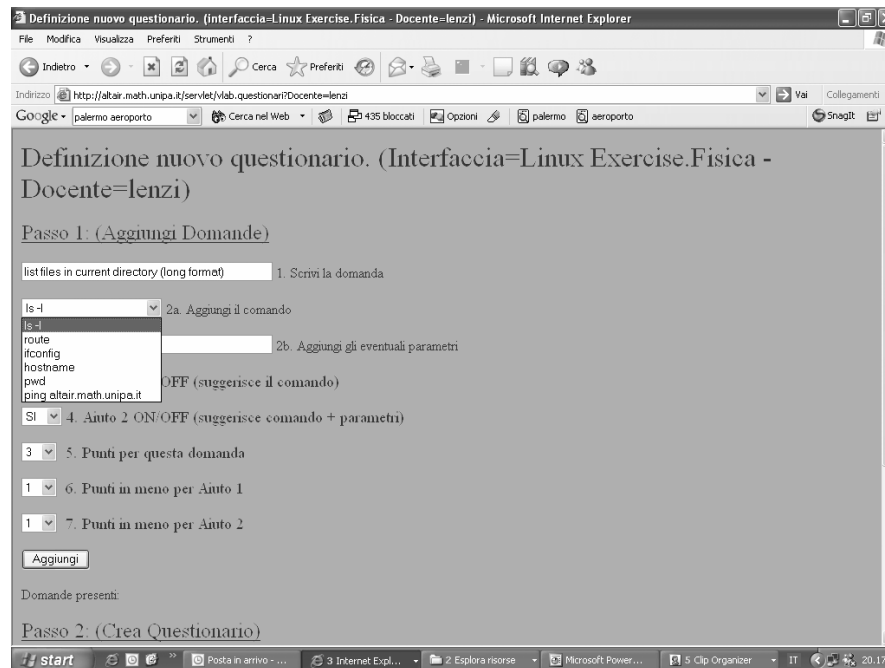 Definizione nuovo questionario. (interfaccia=Linux Exercise.Fisica - Docente=lenzi) - Microsoft Internet Explorer
File Modifica Visualizza Preferiti Strumenti ?
Indietro Cerca Preferiti
Indirizzo http://altair.math.unipa.it/servlet/vlab.questionari?Docente=lenzi Vai Collegamenti
Google palermo aeroporto Cerca nel Web 435 bloccati Opzioni palermo aeroporto SnagIt
Definizione nuovo questionario. (Interfaccia=Linux Exercise.Fisica -
Docente=lenzi)
Passo 1: (Aggiungi Domande)
list files in current directory (long format) 1. Scrivi la domanda
ls -l 2a. Aggiungi il comando
ls -l
route
2b. Aggiungi gli eventuali parametri
ifconfig
hostname
pwd
OFF (suggerisce il comando)
ping altair.math.unipa.it
SI 4. Aiuto 2 ON/OFF (suggerisce comando + parametri)
3 5. Punti per questa domanda
1 6. Punti in meno per Aiuto 1
1 7. Punti in meno per Aiuto 2
Aggiungi
Domande presenti:
Passo 2: (Crea Questionario)
start Posta in arrivo - ... 3 Internet Expl... 2 Esplora risorse Microsoft Power... 5 Clip Organizer IT